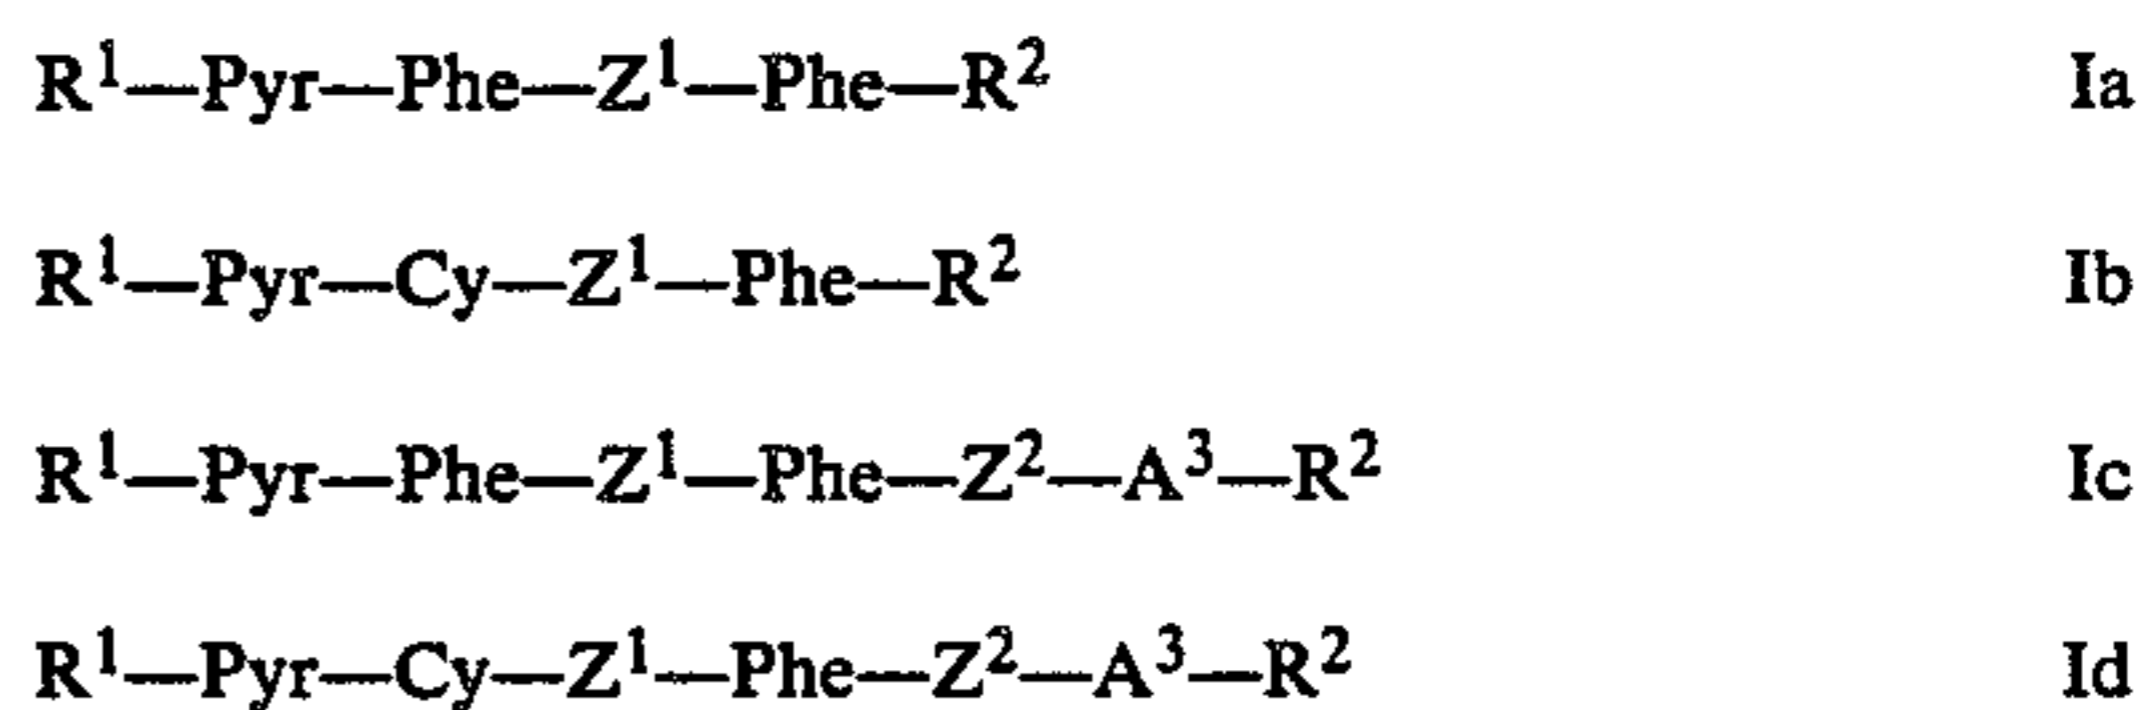 R¹—Pyr—Phe—Z¹—Phe—R² Ia
R¹—Pyr—Cy—Z¹—Phe—R² Ib
R¹—Pyr—Phe—Z¹—Phe—Z²—A³—R² Ic
R¹—Pyr—Cy—Z¹—Phe—Z²—A³—R² Id